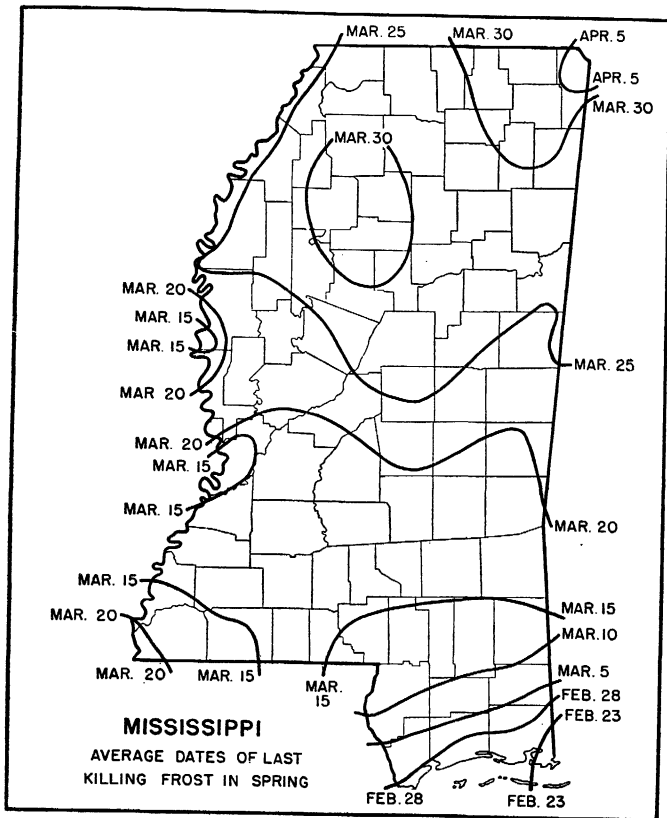 MAR. 25
MAR. 30
APR. 5
APR. 5
MAR. 30
MAR. 30
MAR. 20
MAR. 15
MAR. 15
MAR. 25
MAR. 20
MAR. 20
MAR. 15
MAR. 15
MAR. 20
MAR. 15
MAR. 20
MAR. 15
MAR. 10
MAR. 20
MAR. 15
MAR.
15
MAR. 5
FEB. 28
FEB. 23
MISSISSIPPI
AVERAGE DATES OF LAST
KILLING FROST IN SPRING
FEB. 28
FEB. 23